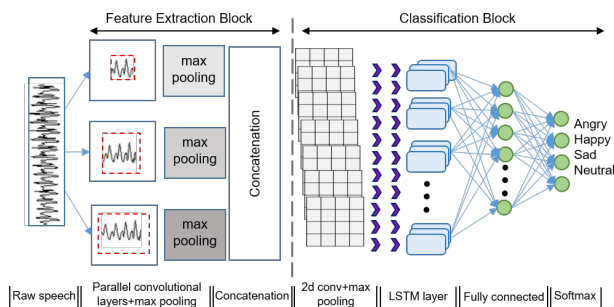 Feature Extraction Block
Classification Block
max
pooling
max
pooling
max
pooling
Concatenation
Angry
Happy
Sad
Neutral
Raw speech
Parallel convolutional
layers+max pooling
Concatenation
2d conv+max
pooling
LSTM layer
Fully connected
Softmax